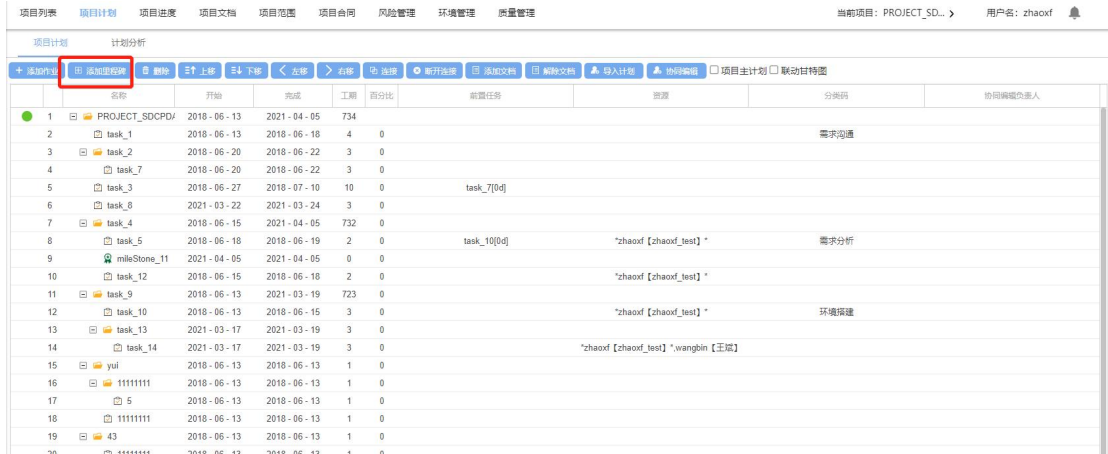 项目列表 项目计划 项目进度 项目文档 项目范围 项目合同 风险管理 环境管理 质量管理 当前项目: PROJECT_SD... 用户名: zhaoxf
项目计划 计划分析
+ 添加作业 添加里程碑 删除 上移 下移 左移 右移 连接 断开连接 添加文档 解除文档 导入计划 协同编辑 项目主计划 联动甘特图
名称 开始 完成 工期 百分比 前置任务 资源 分类码 协同编辑负责人
1 PROJECT_SDCPD 2018 - 06 - 13 2021 - 04 - 05 734
2 task_1 2018 - 06 - 13 2018 - 06 - 18 4 0 需求沟通
3 task_2 2018 - 06 - 20 2018 - 06 - 22 3 0
4 task_7 2018 - 06 - 20 2018 - 06 - 22 3 0
5 task_3 2018 - 06 - 27 2018 - 07 - 10 10 0 task_7[0d]
6 task_8 2021 - 03 - 22 2021 - 03 - 24 3 0
7 task_4 2018 - 06 - 15 2021 - 04 - 05 732 0
8 task_5 2018 - 06 - 18 2018 - 06 - 19 2 0 task_10[0d] "zhaoxf【zhaoxf_test】" 需求分析
9 mileStone_11 2021 - 04 - 05 2021 - 04 - 05 0 0
10 task_12 2018 - 06 - 15 2018 - 06 - 18 2 0 "zhaoxf【zhaoxf_test】"
11 task_9 2018 - 06 - 13 2021 - 03 - 19 723 0
12 task_10 2018 - 06 - 13 2018 - 06 - 15 3 0 "zhaoxf【zhaoxf_test】" 环境搭建
13 task_13 2021 - 03 - 17 2021 - 03 - 19 3 0
14 task_14 2021 - 03 - 17 2021 - 03 - 19 3 0 "zhaoxf【zhaoxf_test】",wangbin【王斌】
15 yui 2018 - 06 - 13 2018 - 06 - 13 1 0
16 11111111 2018 - 06 - 13 2018 - 06 - 13 1 0
17 5 2018 - 06 - 13 2018 - 06 - 13 1 0
18 11111111 2018 - 06 - 13 2018 - 06 - 13 1 0
19 43 2018 - 06 - 13 2018 - 06 - 13 1 0
20 11111111 2018 - 06 - 13 2018 - 06 - 13 1 0